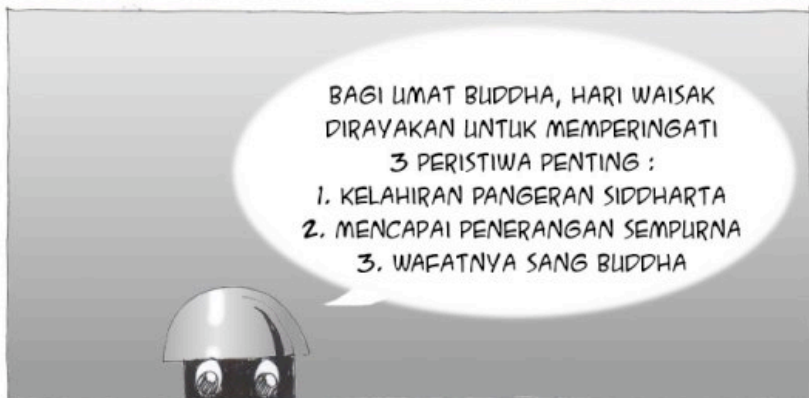 BAGI UMAT BUDDHA, HARI WAISAK
DIRAYAKAN UNTUK MEMPERINGATI
3 PERISTIWA PENTING :
1. KELAHIRAN PANGERAN SIDDHARTA
2. MENCAPAI PENERANGAN SEMPURNA
3. WAFATNYA SANG BUDDHA